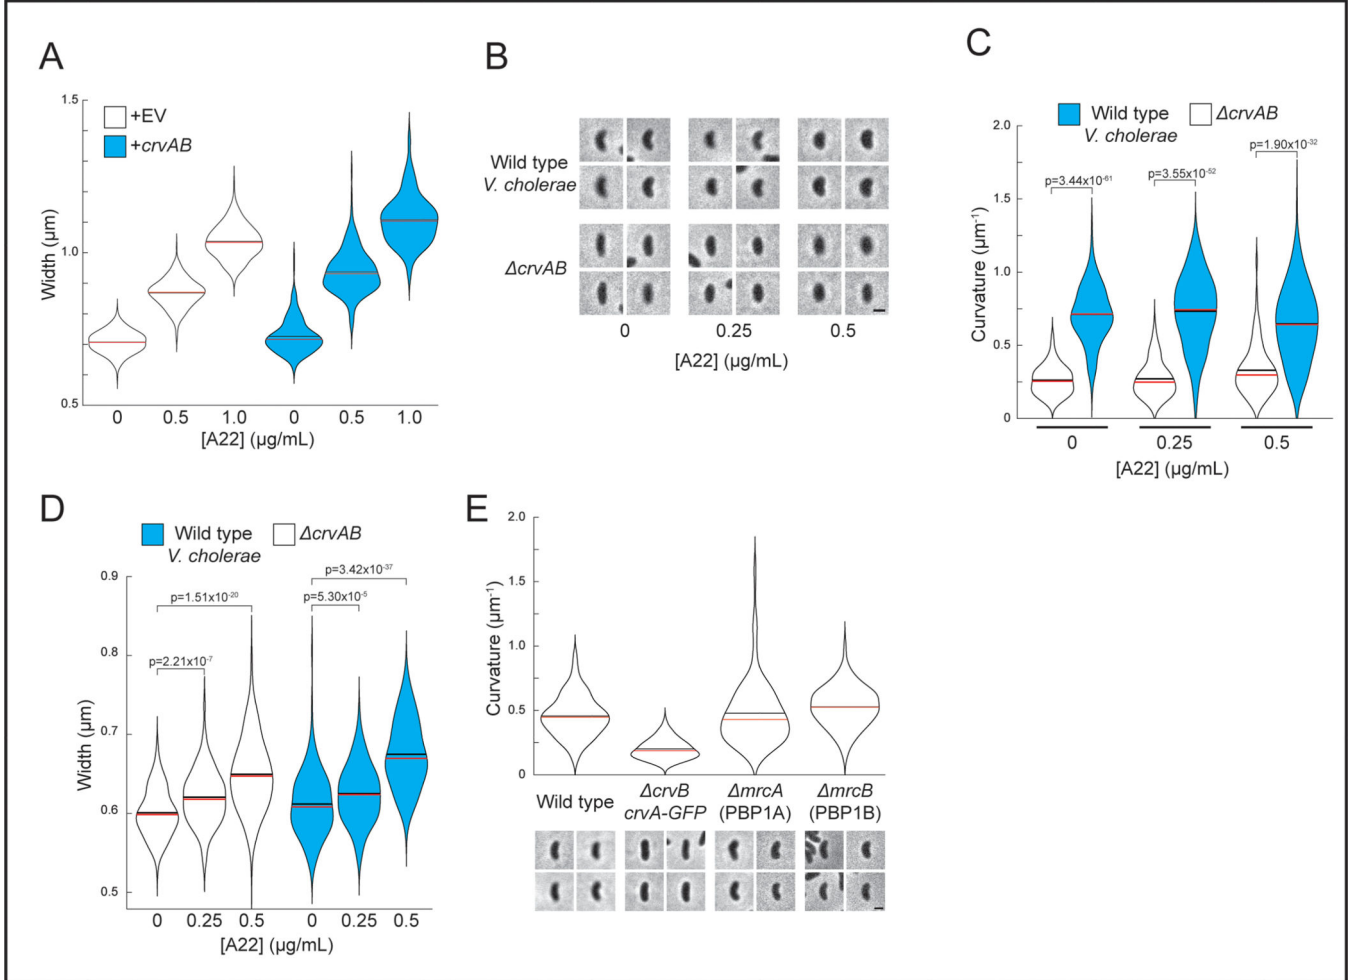 A
1.5
1.0
0.5
Width (µm)
+EV
+crvAB
0 0.5 1.0 0 0.5 1.0
[A22] (µg/mL)
B
Wild type
V. cholerae
ΔcrvAB
0 0.25 0.5
[A22] (µg/mL)
C
Wild type
V. cholerae
ΔcrvAB
2.0
1.5
1.0
0.5
0
Curvature (µm⁻¹)
p=3.44x10⁻⁶¹
p=3.55x10⁻⁵²
p=1.90x10⁻³²
0 0.25 0.5
[A22] (µg/mL)
D
Wild type
V. cholerae
ΔcrvAB
0.9
0.8
0.7
0.6
0.5
Width (µm)
p=1.51x10⁻²⁰
p=2.21x10⁻⁷
p=3.42x10⁻³⁷
p=5.30x10⁻⁵
0 0.25 0.5 0 0.25 0.5
[A22] (µg/mL)
E
2.0
1.5
1.0
0.5
0
Curvature (µm⁻¹)
Wild type
ΔcrvB
crvA-GFP
ΔmrcA
(PBP1A)
ΔmrcB
(PBP1B)